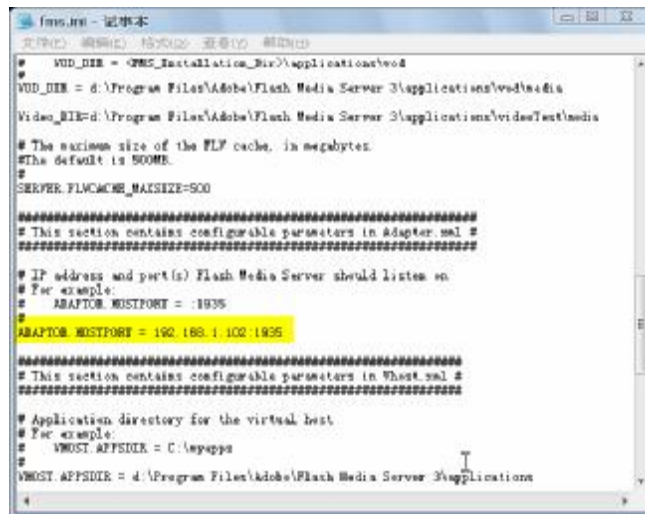 fms.ini - 记事本
文件(F) 编辑(E) 格式(O) 查看(V) 帮助(H)
# VOD_DIR = <FMS_Installation_Dir>\applications\vod
#
VOD_DIR = d:\Program Files\Adobe\Flash Media Server 3\applications\vod\media
Video_DIR=d:\Program Files\Adobe\Flash Media Server 3\applications\videoTest\media
# The maximum size of the FLV cache, in megabytes.
#The default is 500MB.
#
SERVER.FLVCACHE_MAXSIZE=500
# This section contains configurable parameters in Adaptor.xml #
# IP address and port(s) Flash Media Server should listen on
# For example:
# ADAPTOR.HOSTPORT = :1935
#
ADAPTOR.HOSTPORT = 192.168.1.102:1935
# This section contains configurable parameters in Vhost.xml #
# Application directory for the virtual host
# For example:
# VHOST.APPSDIR = C:\myapps
#
VHOST.APPSDIR = d:\Program Files\Adobe\Flash Media Server 3\applications